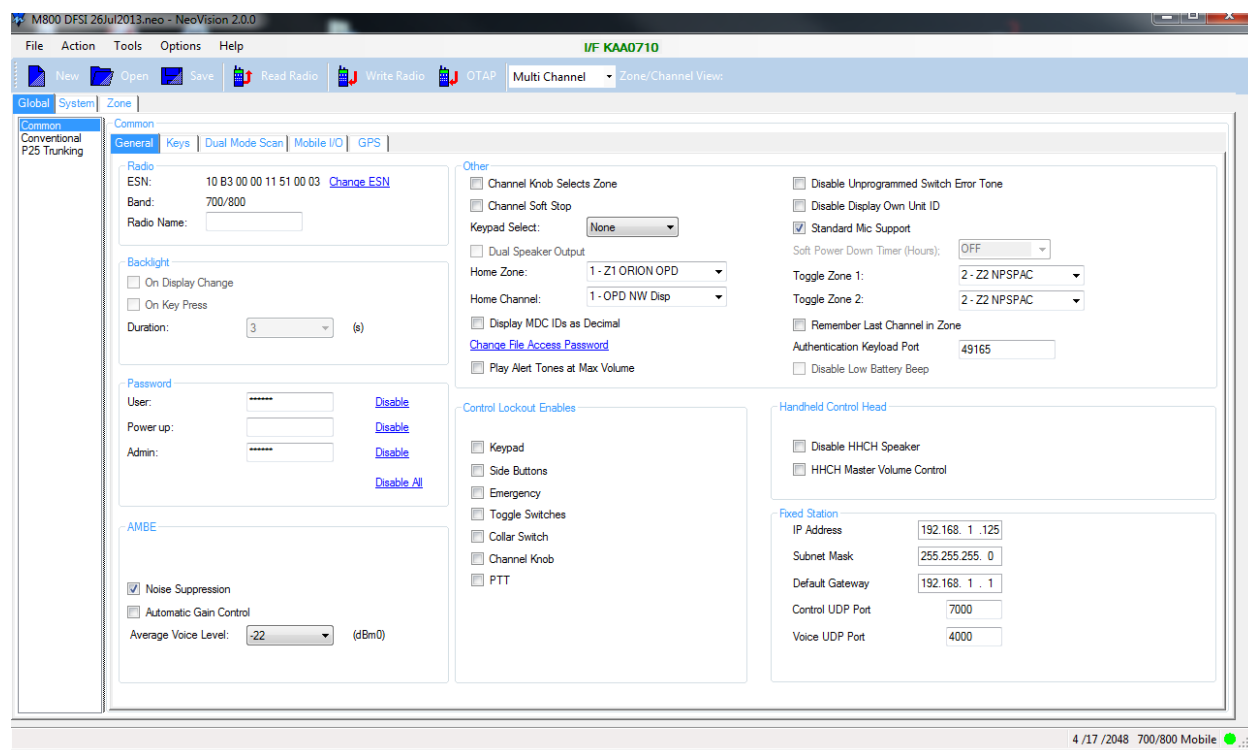 M800 DFSI 26Jul2013.neo - NeoVision 2.0.0
File Action Tools Options Help I/F KAA0710
New Open Save Read Radio Write Radio OTAP Multi Channel Zone/Channel View:
Global System Zone
Common
Conventional
P25 Trunking
Common
General Keys Dual Mode Scan Mobile I/O GPS
Radio
ESN: 10 B3 00 00 11 51 00 03 Change ESN
Band: 700/800
Radio Name:
Backlight
On Display Change
On Key Press
Duration: 3 (s)
Password
User: ****** Disable
Power up: Disable
Admin: ****** Disable
Disable All
AMBE
Noise Suppression
Automatic Gain Control
Average Voice Level: -22 (dBm0)
Other
Channel Knob Selects Zone
Channel Soft Stop
Keypad Select: None
Dual Speaker Output
Home Zone: 1 - Z1 ORION OPD
Home Channel: 1 - OPD NW Disp
Display MDC IDs as Decimal
Change File Access Password
Play Alert Tones at Max Volume
Disable Unprogrammed Switch Error Tone
Disable Display Own Unit ID
Standard Mic Support
Soft Power Down Timer (Hours): OFF
Toggle Zone 1: 2 - Z2 NPSPAC
Toggle Zone 2: 2 - Z2 NPSPAC
Remember Last Channel in Zone
Authentication Keyload Port 49165
Disable Low Battery Beep
Control Lockout Enables
Keypad
Side Buttons
Emergency
Toggle Switches
Collar Switch
Channel Knob
PTT
Handheld Control Head
Disable HHCH Speaker
HHCH Master Volume Control
Fixed Station
IP Address 192.168. 1 .125
Subnet Mask 255.255.255. 0
Default Gateway 192.168. 1 . 1
Control UDP Port 7000
Voice UDP Port 4000
4 /17 /2048 700/800 Mobile